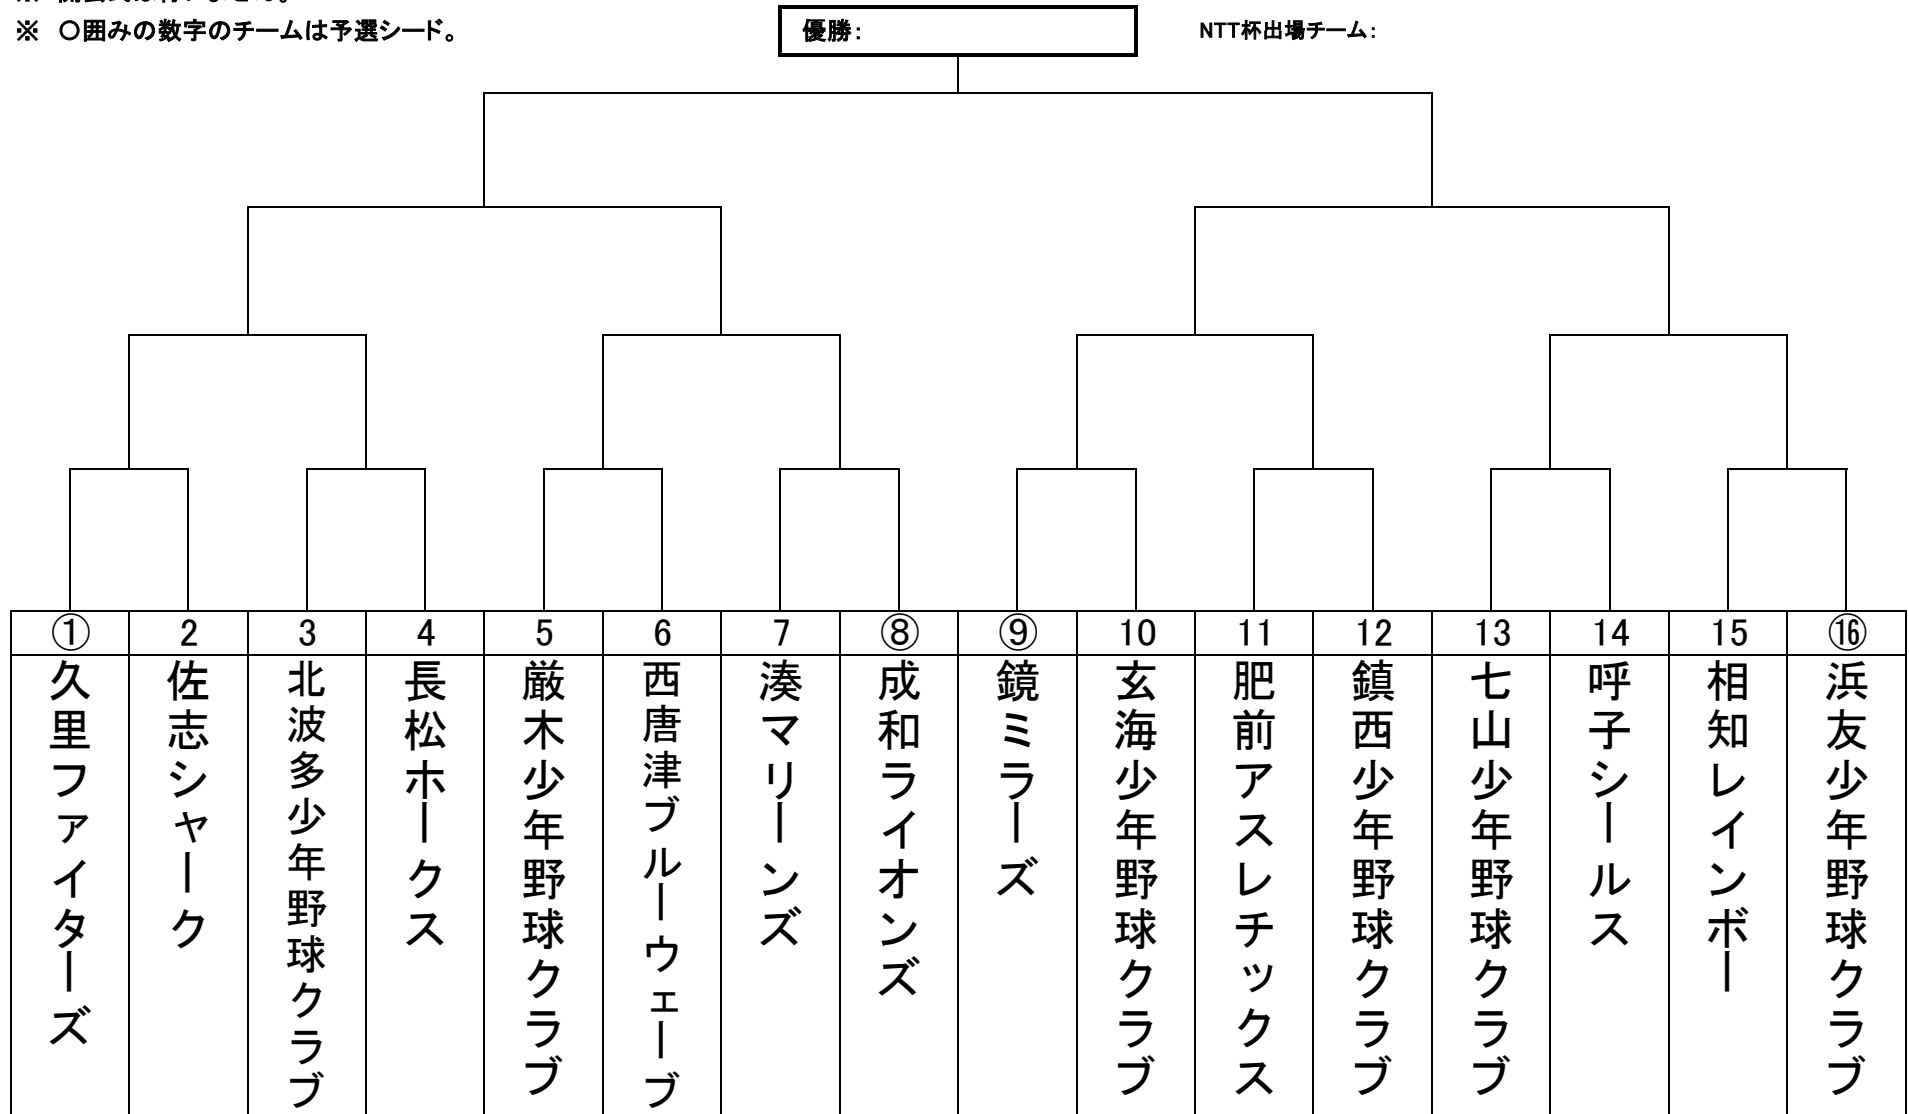 ※ ○囲みの数字のチームは予選シード。
優勝：
NTT杯出場チーム：
① 2 3 4 5 6 7 ⑧ ⑨ 10 11 12 13 14 15 ⑯
久里ファイターズ
佐志シャーク
北波多少年野球クラブ
長松ホークス
厳木少年野球クラブ
西唐津ブルーウェーブ
湊マリーンズ
成和ライオンズ
鏡ミラーズ
玄海少年野球クラブ
肥前アスレチックス
鎮西少年野球クラブ
七山少年野球クラブ
呼子シールス
相知レインボー
浜友少年野球クラブ